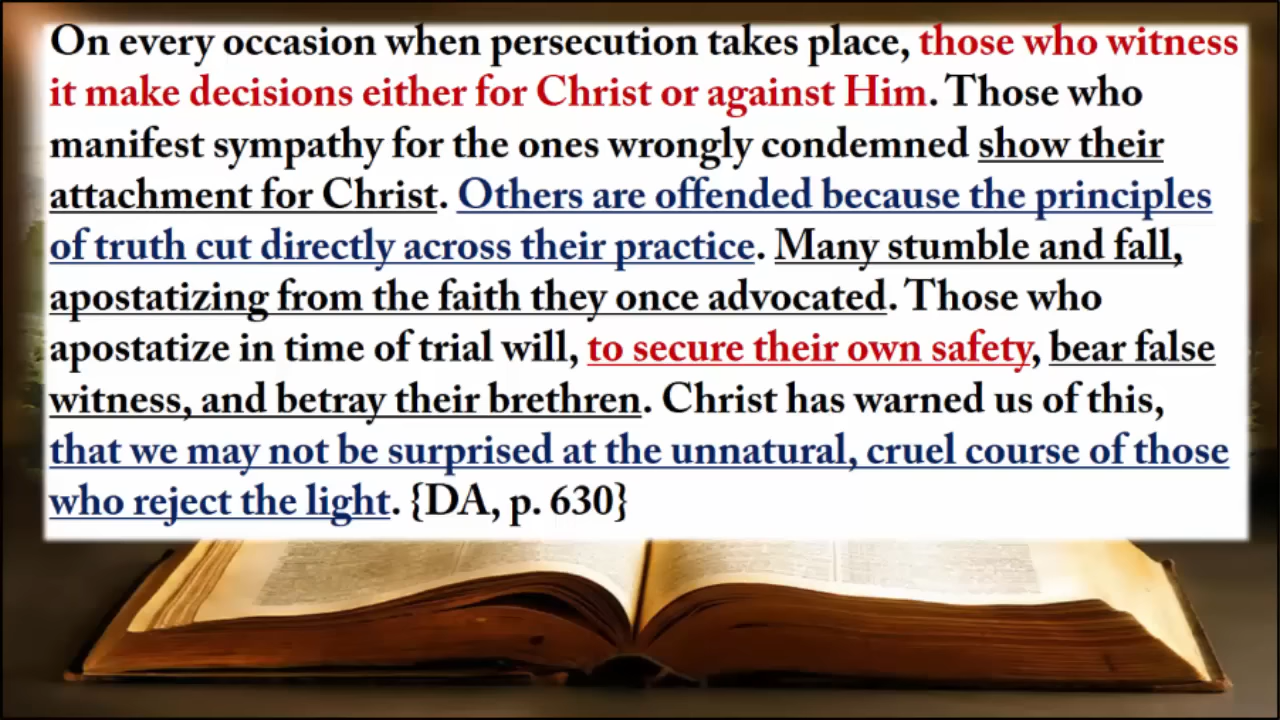 On every occasion when persecution takes place, those who witness
it make decisions either for Christ or against Him. Those who
manifest sympathy for the ones wrongly condemned show their
attachment for Christ. Others are offended because the principles
of truth cut directly across their practice. Many stumble and fall,
apostatizing from the faith they once advocated. Those who
apostatize in time of trial will, to secure their own safety, bear false
witness, and betray their brethren. Christ has warned us of this,
that we may not be surprised at the unnatural, cruel course of those
who reject the light. {DA, p. 630}